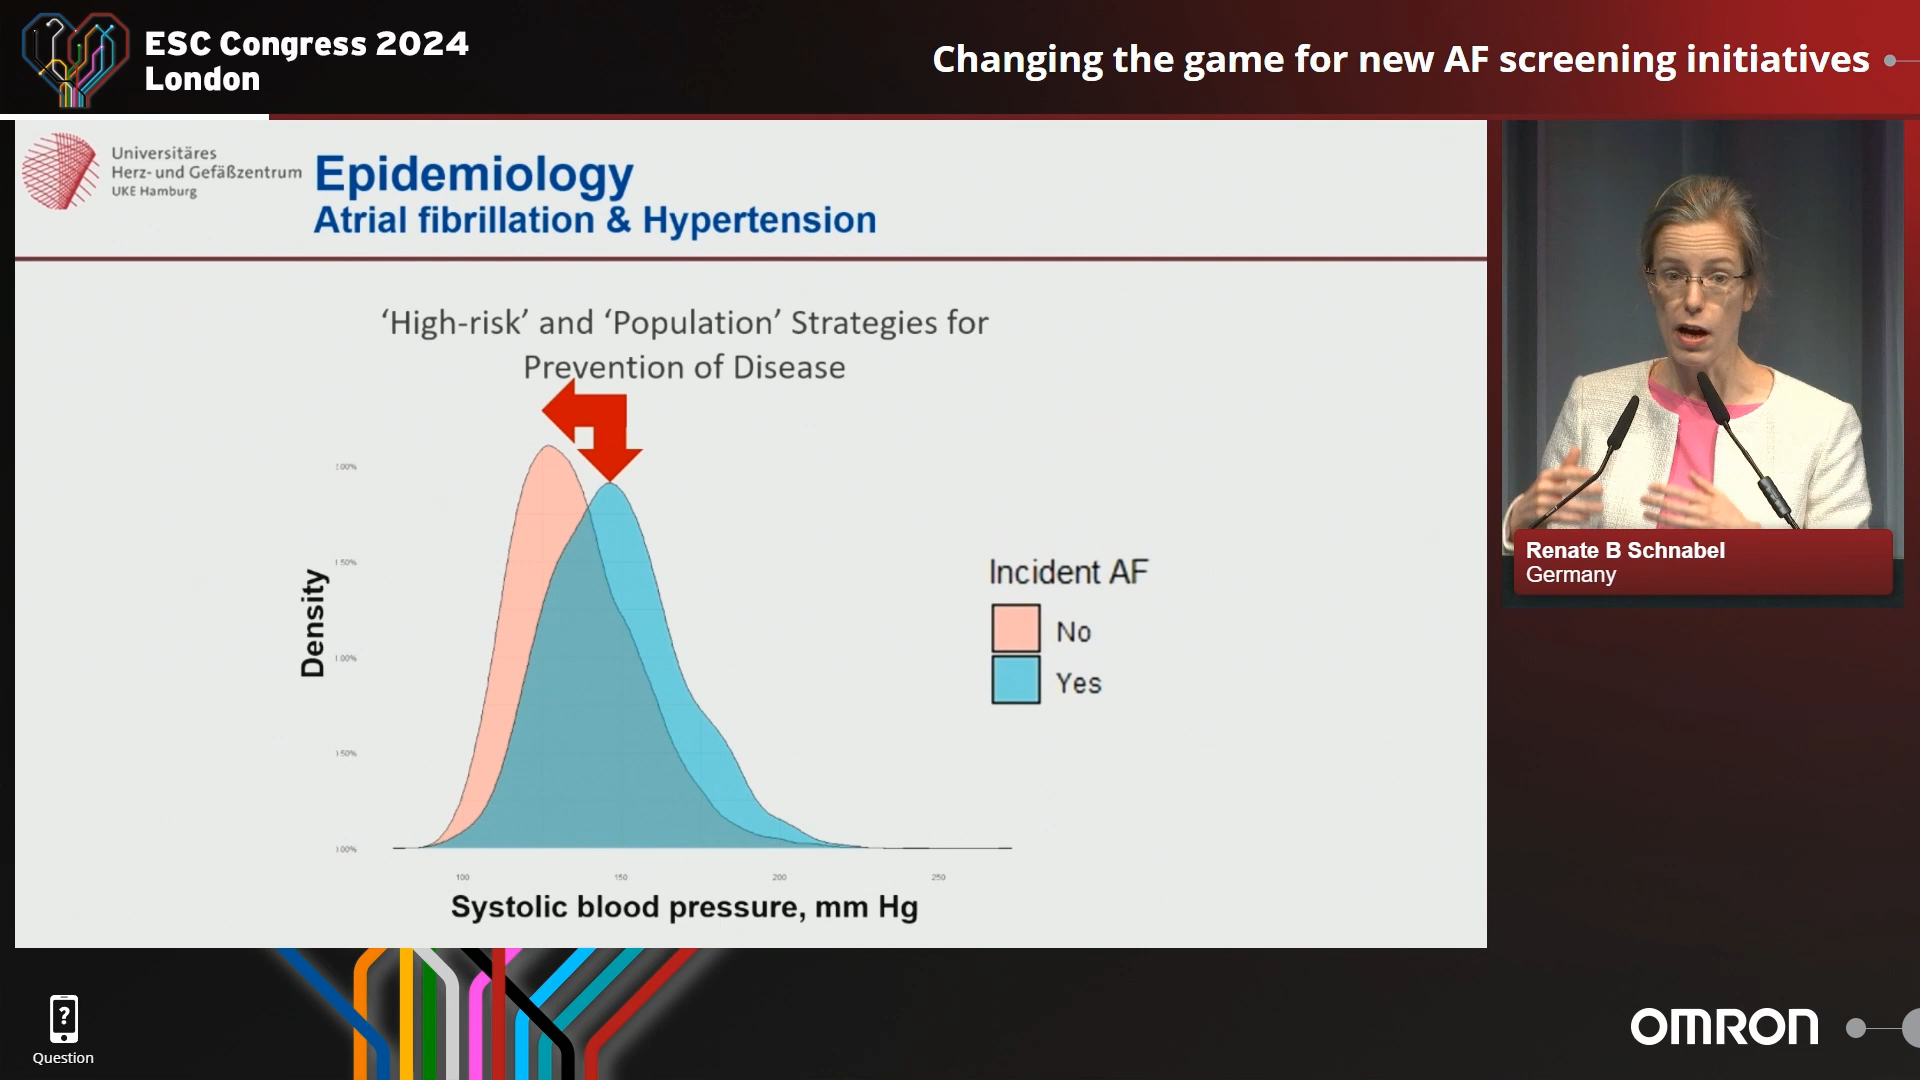 ESC Congress 2024
London
Changing the game for new AF screening initiatives
Universitäres
Herz- und Gefäßzentrum
UKE Hamburg
Epidemiology
Atrial fibrillation & Hypertension
‘High-risk’ and ‘Population’ Strategies for
Prevention of Disease
Density
100
150
200
250
Systolic blood pressure, mm Hg
Incident AF
No
Yes
Renate B Schnabel
Germany
?
Question
OMRON